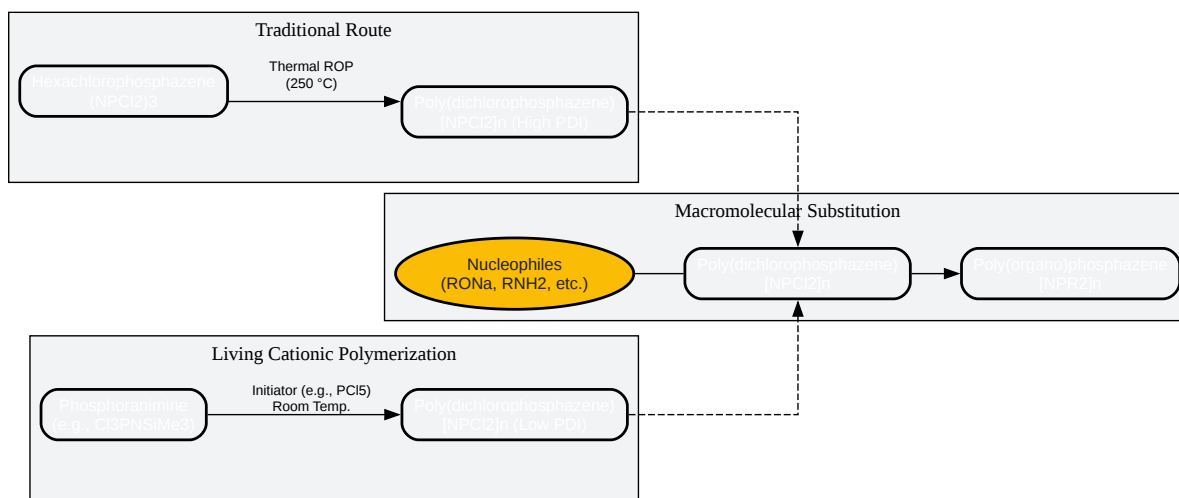 Traditional Route
Hexachlorophosphazene
(NPCl2)3
Thermal ROP
(250 °C)
Poly(dichlorophosphazene)
[NPCl2]n (High PDI)
Macromolecular Substitution
Nucleophiles
(RONa, RNH2, etc.)
Poly(dichlorophosphazene)
[NPCl2]n
Poly(organo)phosphazene
[NPR2]n
Living Cationic Polymerization
Phosphoranimine
(e.g., Cl3PNSiMe3)
Initiator (e.g., PCl5)
Room Temp.
Poly(dichlorophosphazene)
[NPCl2]n (Low PDI)